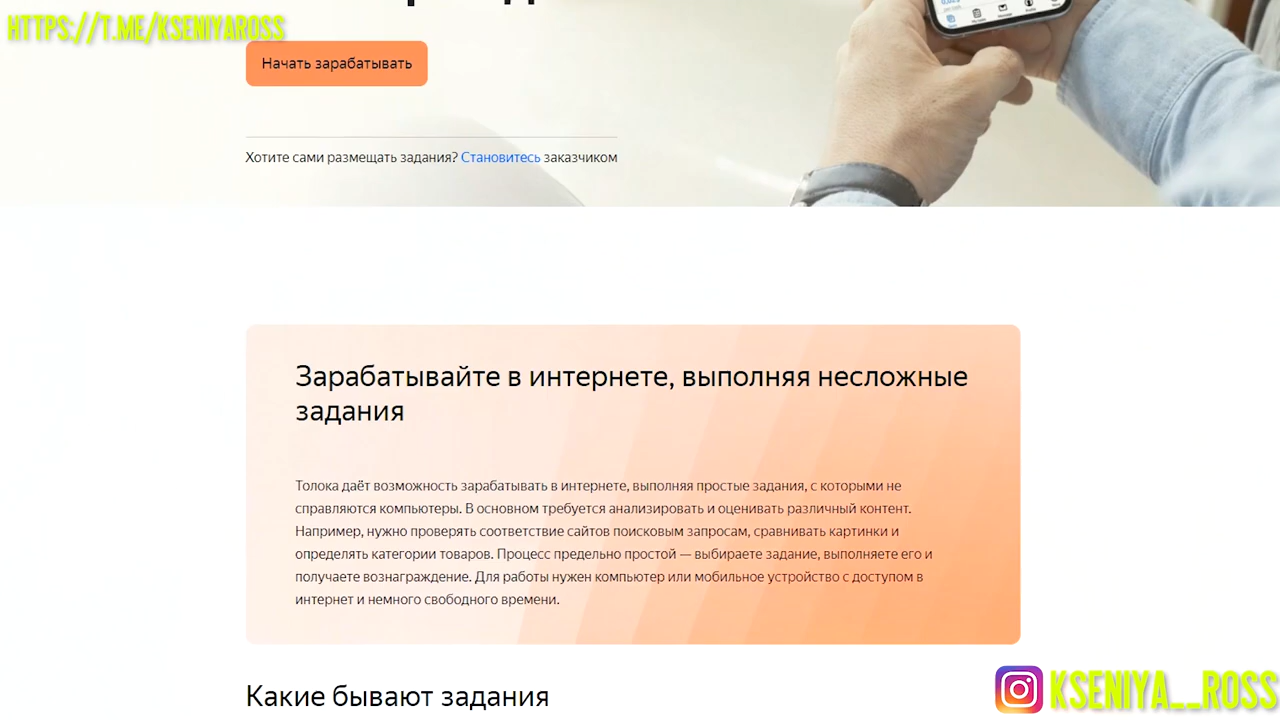 HTTPS://T.ME/KSENIYAROSS
Начать зарабатывать
Хотите сами размещать задания? Становитесь заказчиком
Зарабатывайте в интернете, выполняя несложные
задания
Толока даёт возможность зарабатывать в интернете, выполняя простые задания, с которыми не
справляются компьютеры. В основном требуется анализировать и оценивать различный контент.
Например, нужно проверять соответствие сайтов поисковым запросам, сравнивать картинки и
определять категории товаров. Процесс предельно простой — выбираете задание, выполняете его и
получаете вознаграждение. Для работы нужен компьютер или мобильное устройство с доступом в
интернет и немного свободного времени.
Какие бывают задания
KSENIYA__ROSS